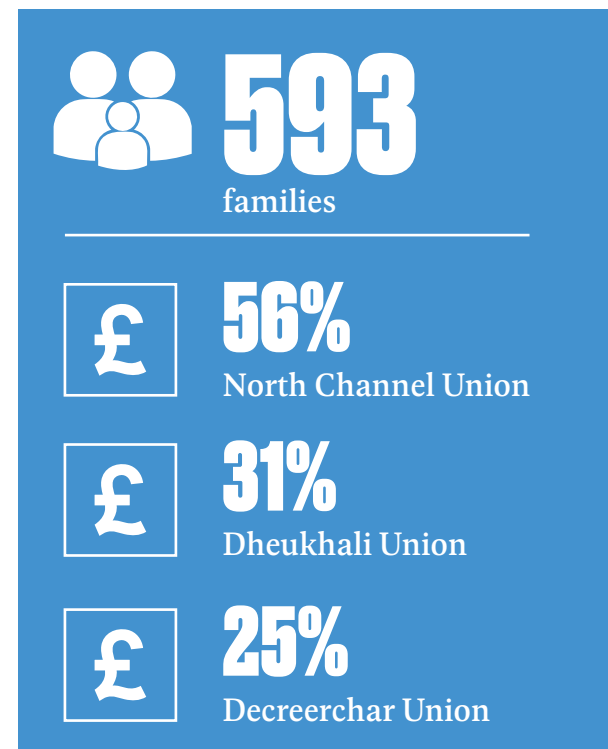 593
families
£
56%
North Channel Union
£
31%
Dheukhali Union
£
25%
Decreerchar Union